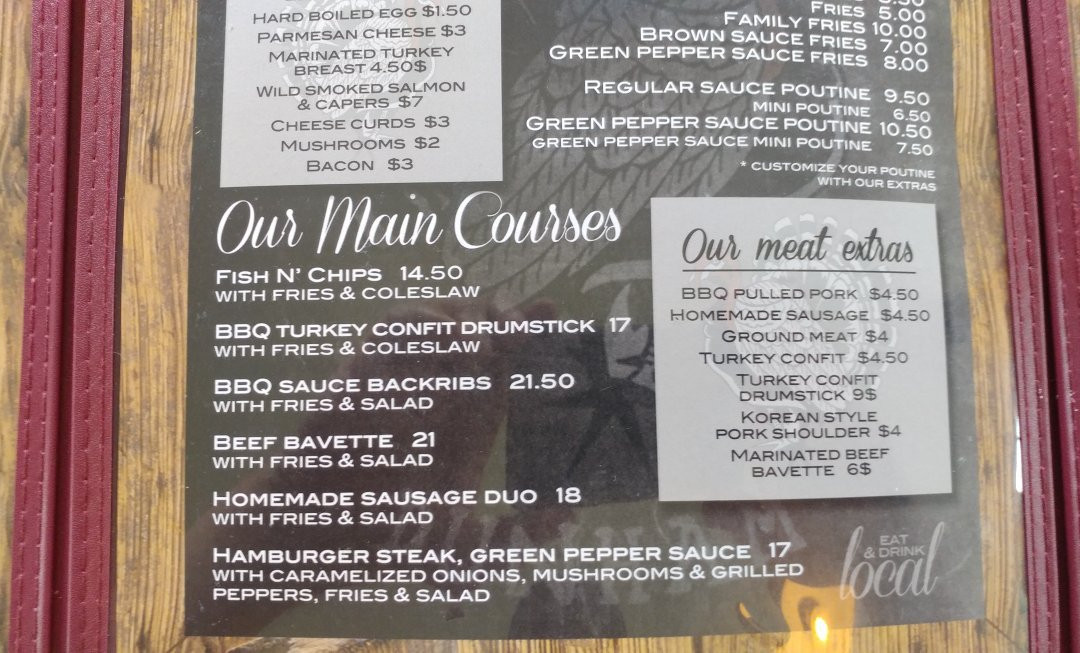 HARD BOILED EGG $1.50
PARMESAN CHEESE $3
MARINATED TURKEY
BREAST 4.50$
WILD SMOKED SALMON
& CAPERS $7
CHEESE CURDS $3
MUSHROOMS $2
BACON $3
FRIES 5.00
FAMILY FRIES 10.00
BROWN SAUCE FRIES 7.00
GREEN PEPPER SAUCE FRIES 8.00
REGULAR SAUCE POUTINE 9.50
MINI POUTINE 6.50
GREEN PEPPER SAUCE POUTINE 10.50
GREEN PEPPER SAUCE MINI POUTINE 7.50
* CUSTOMIZE YOUR POUTINE
WITH OUR EXTRAS
Our Main Courses
FISH N' CHIPS 14.50
WITH FRIES & COLESLAW
BBQ TURKEY CONFIT DRUMSTICK 17
WITH FRIES & COLESLAW
BBQ SAUCE BACKRIBS 21.50
WITH FRIES & SALAD
BEEF BAVETTE 21
WITH FRIES & SALAD
HOMEMADE SAUSAGE DUO 18
WITH FRIES & SALAD
HAMBURGER STEAK, GREEN PEPPER SAUCE 17
WITH CARAMELIZED ONIONS, MUSHROOMS & GRILLED
PEPPERS, FRIES & SALAD
Our meat extras
BBQ PULLED PORK $4.50
HOMEMADE SAUSAGE $4.50
GROUND MEAT $4
TURKEY CONFIT $4.50
TURKEY CONFIT
DRUMSTICK 9$
KOREAN STYLE
PORK SHOULDER $4
MARINATED BEEF
BAVETTE 6$
EAT
& DRINK
local